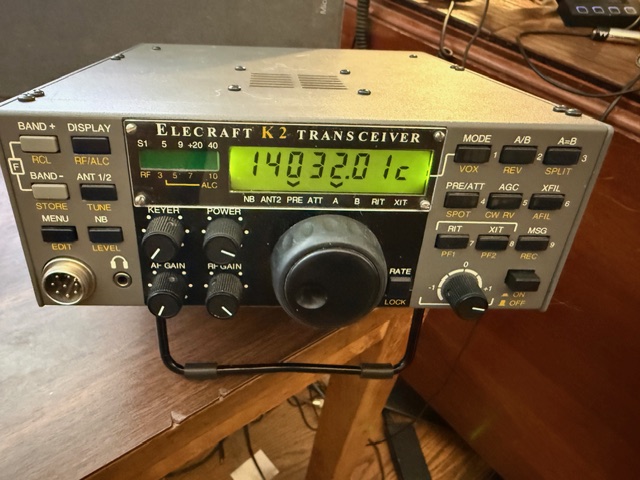 ELECRAFT K2 TRANSCEIVER
BAND + DISPLAY
RCL RF/ALC
F
BAND - ANT 1/2
STORE TUNE
MENU NB
EDIT LEVEL
S1 5 9 +20 40
RF 3 5 7 10
ALC
14032.01c
NB ANT2 PRE ATT A B RIT XIT
KEYER POWER
AF GAIN RF GAIN
RATE
LOCK
MODE A/B A=B
1 2 3
VOX REV SPLIT
PRE/ATT AGC XFIL
4 5 6
SPOT CW RV AFIL
RIT XIT MSG
7 8 9
PF1 PF2 REC
0
-1 +1
ON
OFF